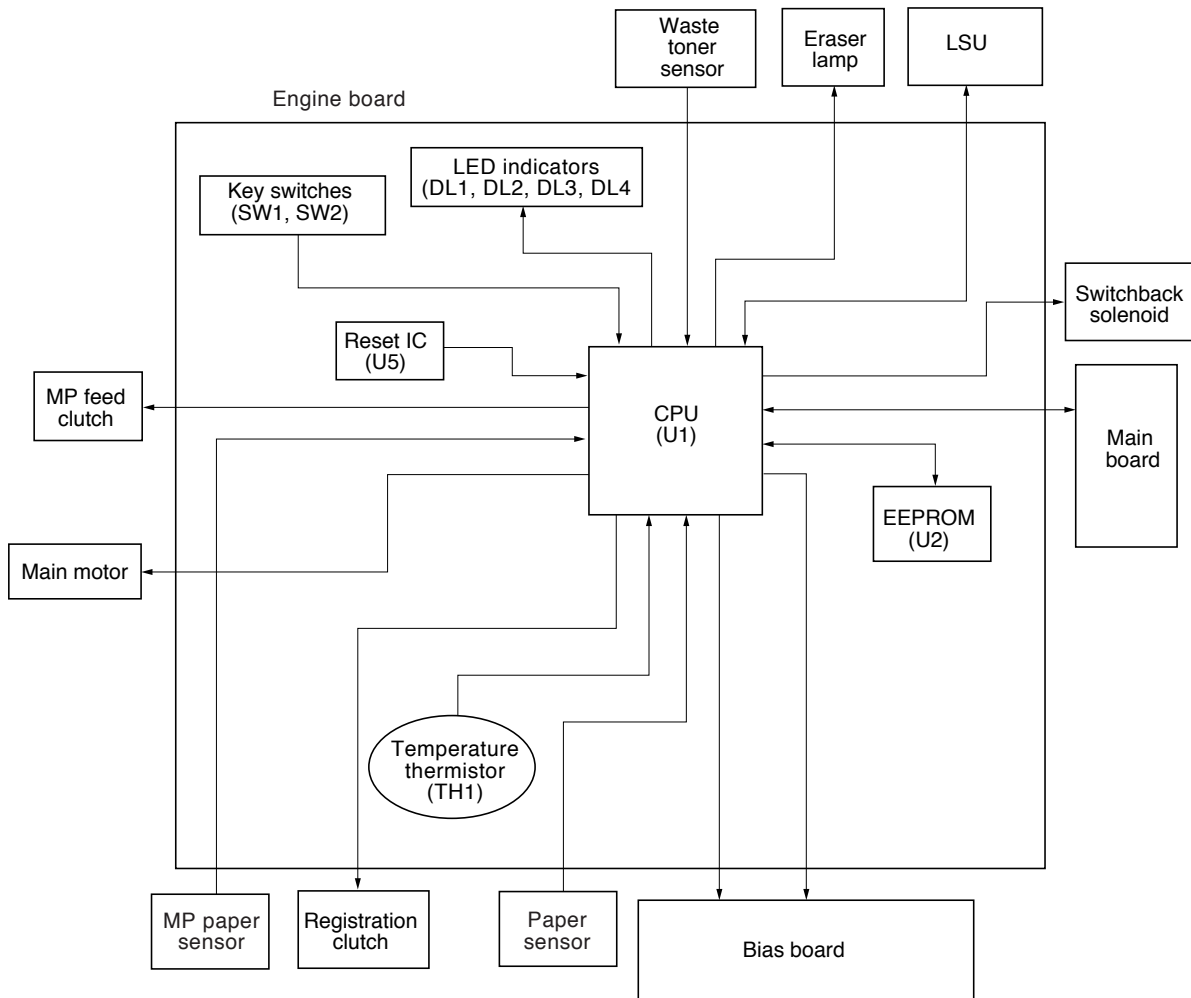 Waste
toner
sensor
Eraser
lamp
LSU
Engine board
LED indicators
(DL1, DL2, DL3, DL4
Key switches
(SW1, SW2)
Switchback
solenoid
Reset IC
(U5)
MP feed
clutch
CPU
(U1)
Main
board
EEPROM
(U2)
Main motor
Temperature
thermistor
(TH1)
MP paper
sensor
Registration
clutch
Paper
sensor
Bias board